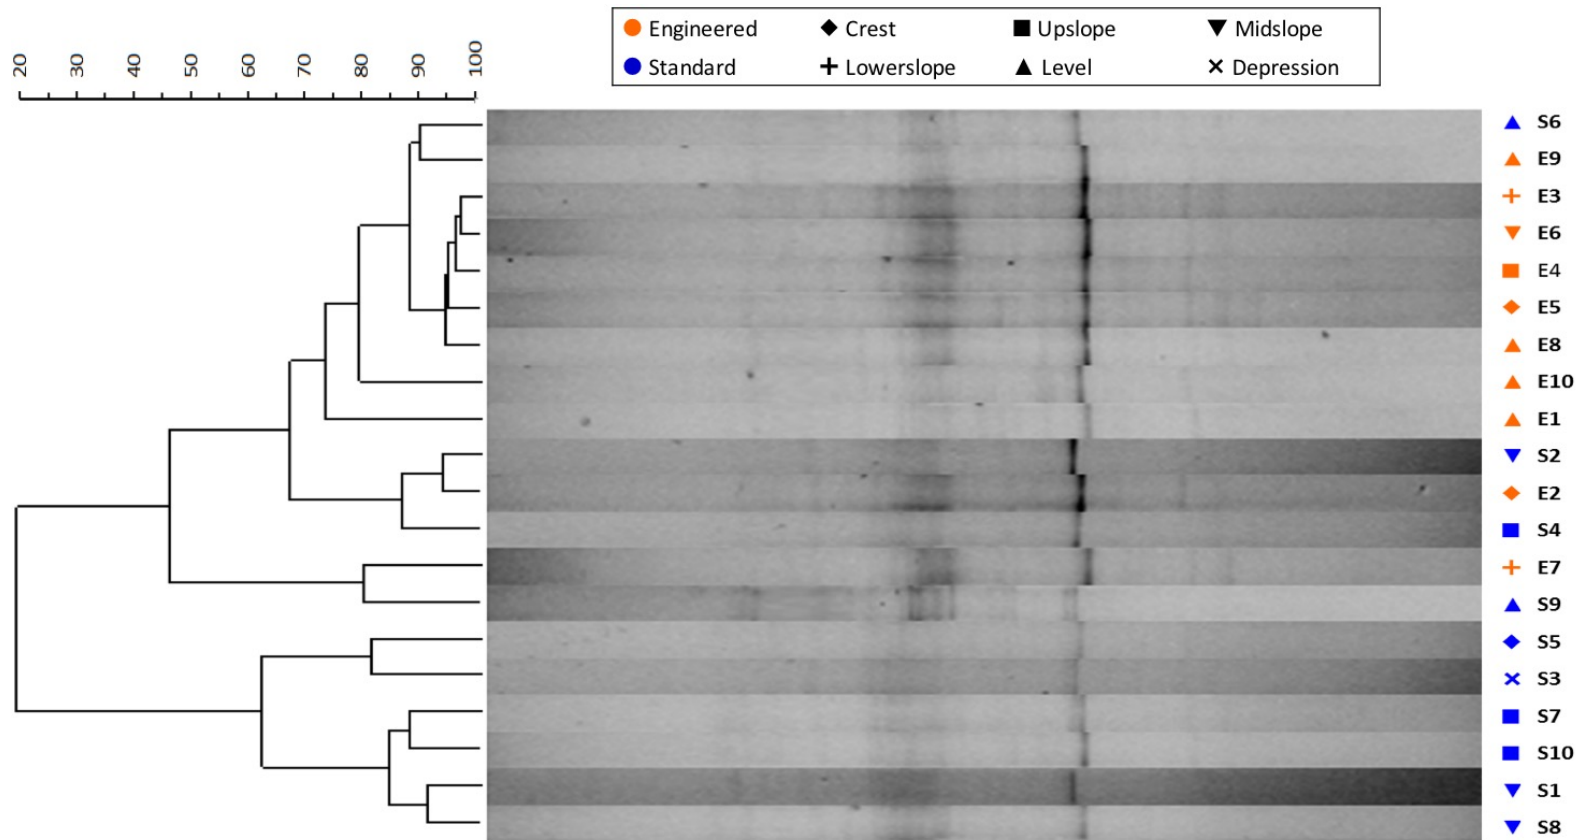 Engineered Crest Upslope Midslope
Standard Lowerslope Level Depression
20 30 40 50 60 70 80 90 100
S6
E9
E3
E6
E4
E5
E8
E10
E1
S2
E2
S4
E7
S9
S5
S3
S7
S10
S1
S8